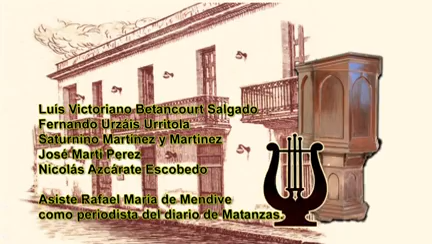 Luis Victoriano Betancourt Salgado
Fernando Urzáis Urritola
Saturnino Martínez y Martínez
José Martí Perez
Nicolás Azcárate Escobedo
Asiste Rafael María de Mendive
como periodista del diario de Matanzas.